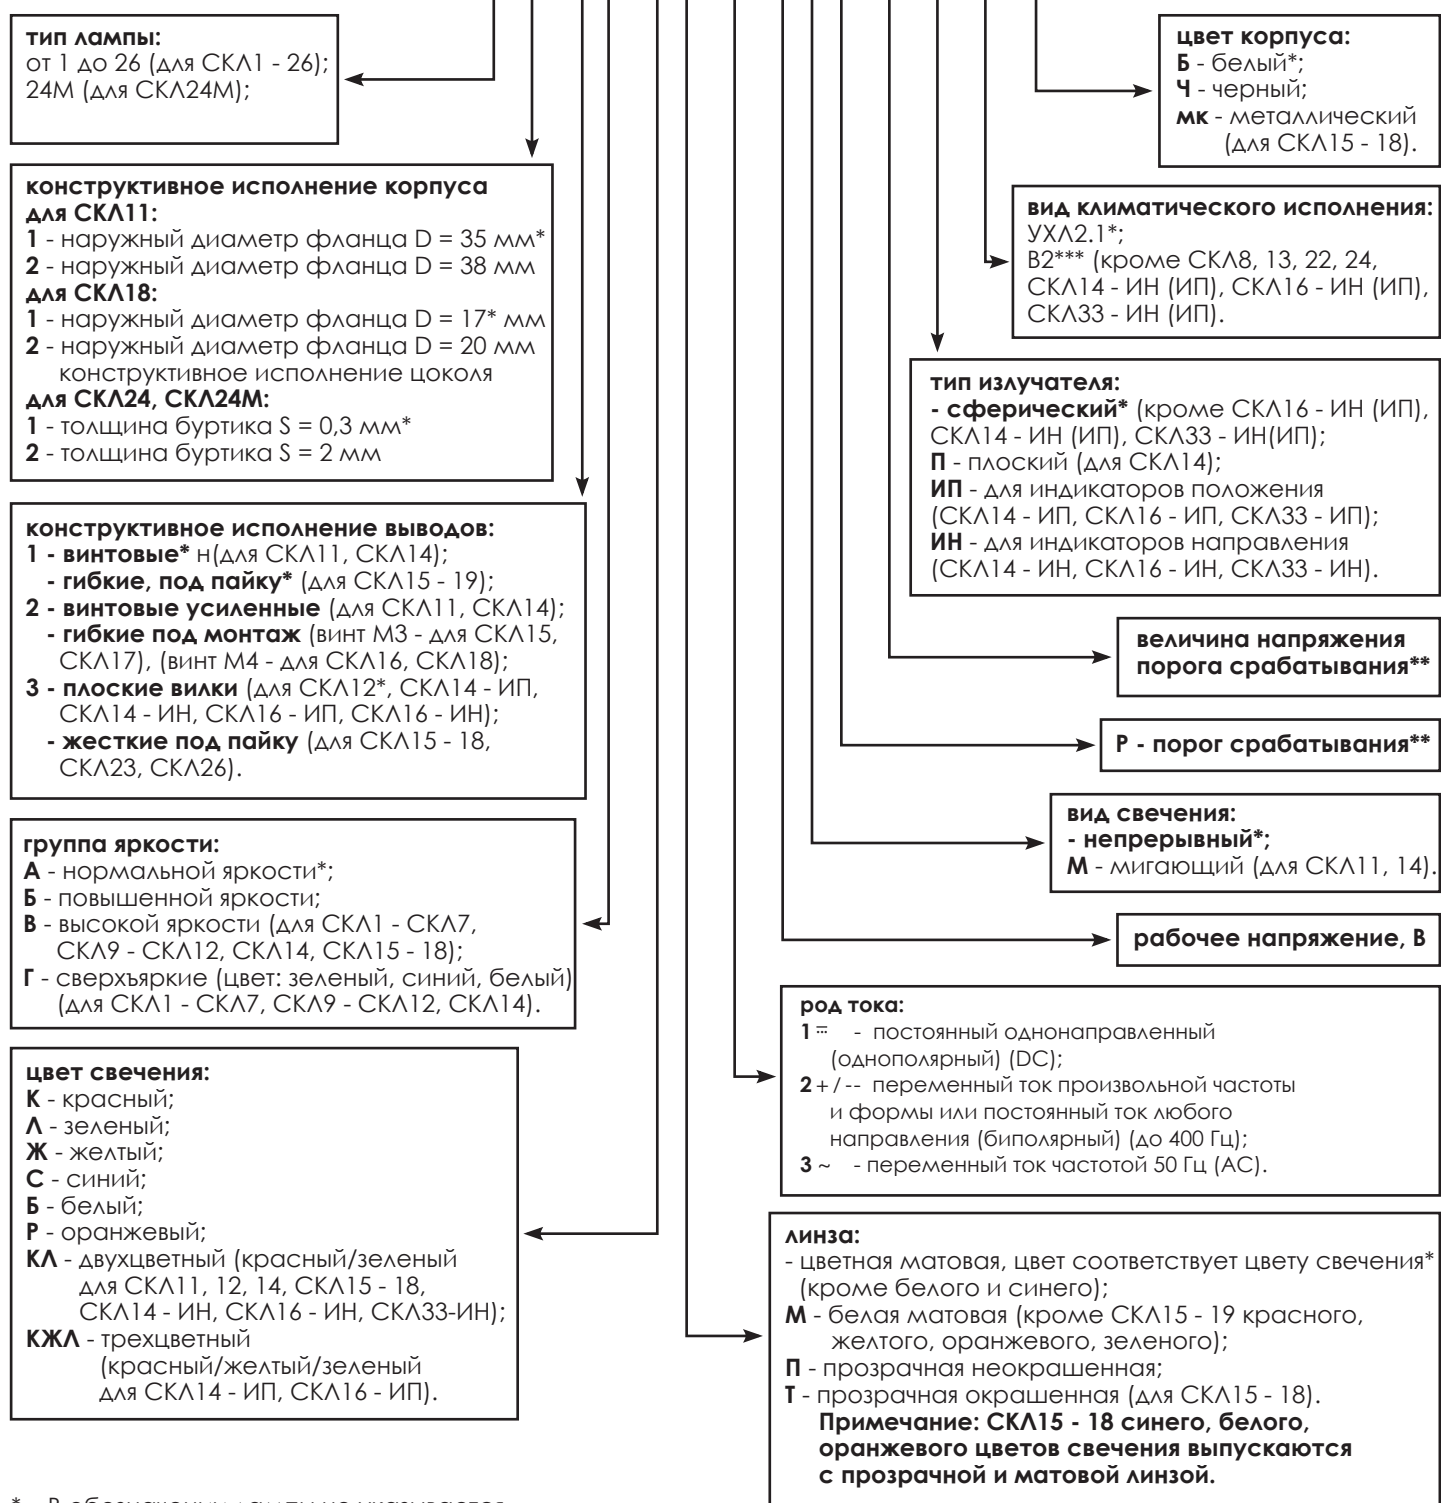 тип лампы:
от 1 до 26 (для СКЛ1 - 26);
24М (для СКЛ24М);
конструктивное исполнение корпуса
для СКЛ11:
1 - наружный диаметр фланца D = 35 мм*
2 - наружный диаметр фланца D = 38 мм
для СКЛ18:
1 - наружный диаметр фланца D = 17* мм
2 - наружный диаметр фланца D = 20 мм
конструктивное исполнение цоколя
для СКЛ24, СКЛ24М:
1 - толщина буртика S = 0,3 мм*
2 - толщина буртика S = 2 мм
конструктивное исполнение выводов:
1 - винтовые* н(для СКЛ11, СКЛ14);
- гибкие, под пайку* (для СКЛ15 - 19);
2 - винтовые усиленные (для СКЛ11, СКЛ14);
- гибкие под монтаж (винт М3 - для СКЛ15,
СКЛ17), (винт М4 - для СКЛ16, СКЛ18);
3 - плоские вилки (для СКЛ12*, СКЛ14 - ИП,
СКЛ14 - ИН, СКЛ16 - ИП, СКЛ16 - ИН);
- жесткие под пайку (для СКЛ15 - 18,
СКЛ23, СКЛ26).
группа яркости:
А - нормальной яркости*;
Б - повышенной яркости;
В - высокой яркости (для СКЛ1 - СКЛ7,
СКЛ9 - СКЛ12, СКЛ14, СКЛ15 - 18);
Г - сверхъяркие (цвет: зеленый, синий, белый)
(для СКЛ1 - СКЛ7, СКЛ9 - СКЛ12, СКЛ14).
цвет свечения:
К - красный;
Л - зеленый;
Ж - желтый;
С - синий;
Б - белый;
Р - оранжевый;
КЛ - двухцветный (красный/зеленый
для СКЛ11, 12, 14, СКЛ15 - 18,
СКЛ14 - ИН, СКЛ16 - ИН, СКЛ33-ИН);
КЖЛ - трехцветный
(красный/желтый/зеленый
для СКЛ14 - ИП, СКЛ16 - ИП).
цвет корпуса:
Б - белый*;
Ч - черный;
мк - металлический
(для СКЛ15 - 18).
вид климатического исполнения:
УХЛ2.1*;
В2*** (кроме СКЛ8, 13, 22, 24,
СКЛ14 - ИН (ИП), СКЛ16 - ИН (ИП),
СКЛ33 - ИН (ИП).
тип излучателя:
- сферический* (кроме СКЛ16 - ИН (ИП),
СКЛ14 - ИН (ИП), СКЛ33 - ИН(ИП);
П - плоский (для СКЛ14);
ИП - для индикаторов положения
(СКЛ14 - ИП, СКЛ16 - ИП, СКЛ33 - ИП);
ИН - для индикаторов направления
(СКЛ14 - ИН, СКЛ16 - ИН, СКЛ33 - ИН).
величина напряжения
порога срабатывания**
Р - порог срабатывания**
вид свечения:
- непрерывный*;
М - мигающий (для СКЛ11, 14).
рабочее напряжение, В
род тока:
1 ⎓ - постоянный однонаправленный
(однополярный) (DC);
2 + / -- переменный ток произвольной частоты
и формы или постоянный ток любого
направления (биполярный) (до 400 Гц);
3 ~ - переменный ток частотой 50 Гц (AC).
линза:
- цветная матовая, цвет соответствует цвету свечения*
(кроме белого и синего);
М - белая матовая (кроме СКЛ15 - 19 красного,
желтого, оранжевого, зеленого);
П - прозрачная неокрашенная;
Т - прозрачная окрашенная (для СКЛ15 - 18).
Примечание: СКЛ15 - 18 синего, белого,
оранжевого цветов свечения выпускаются
с прозрачной и матовой линзой.